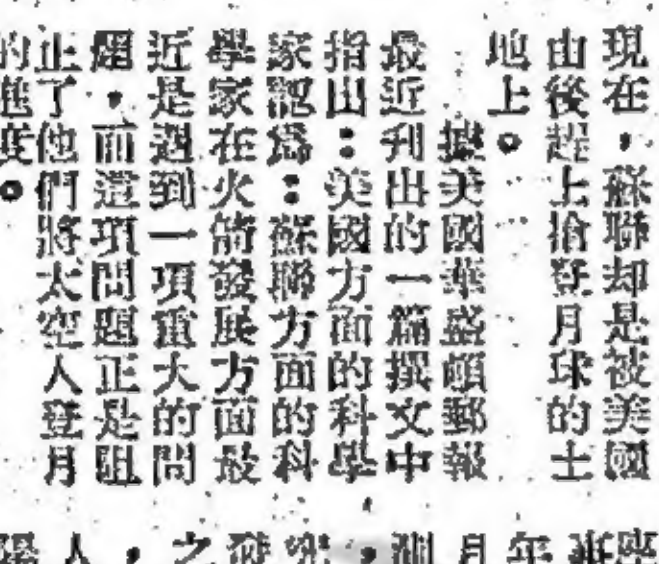 現在，蘇聯却是被美國
由後趕上搶登月球的土
地上。
據美國華盛頓郵報
最近刋出的一篇撰文中
指出：美國方面的科學
家認爲：蘇聯方面的科
學家在火箭發展方面最
近是遇到一項重大的問
題，而這項問題正是阻
止了他們將太空人登月
的進度。